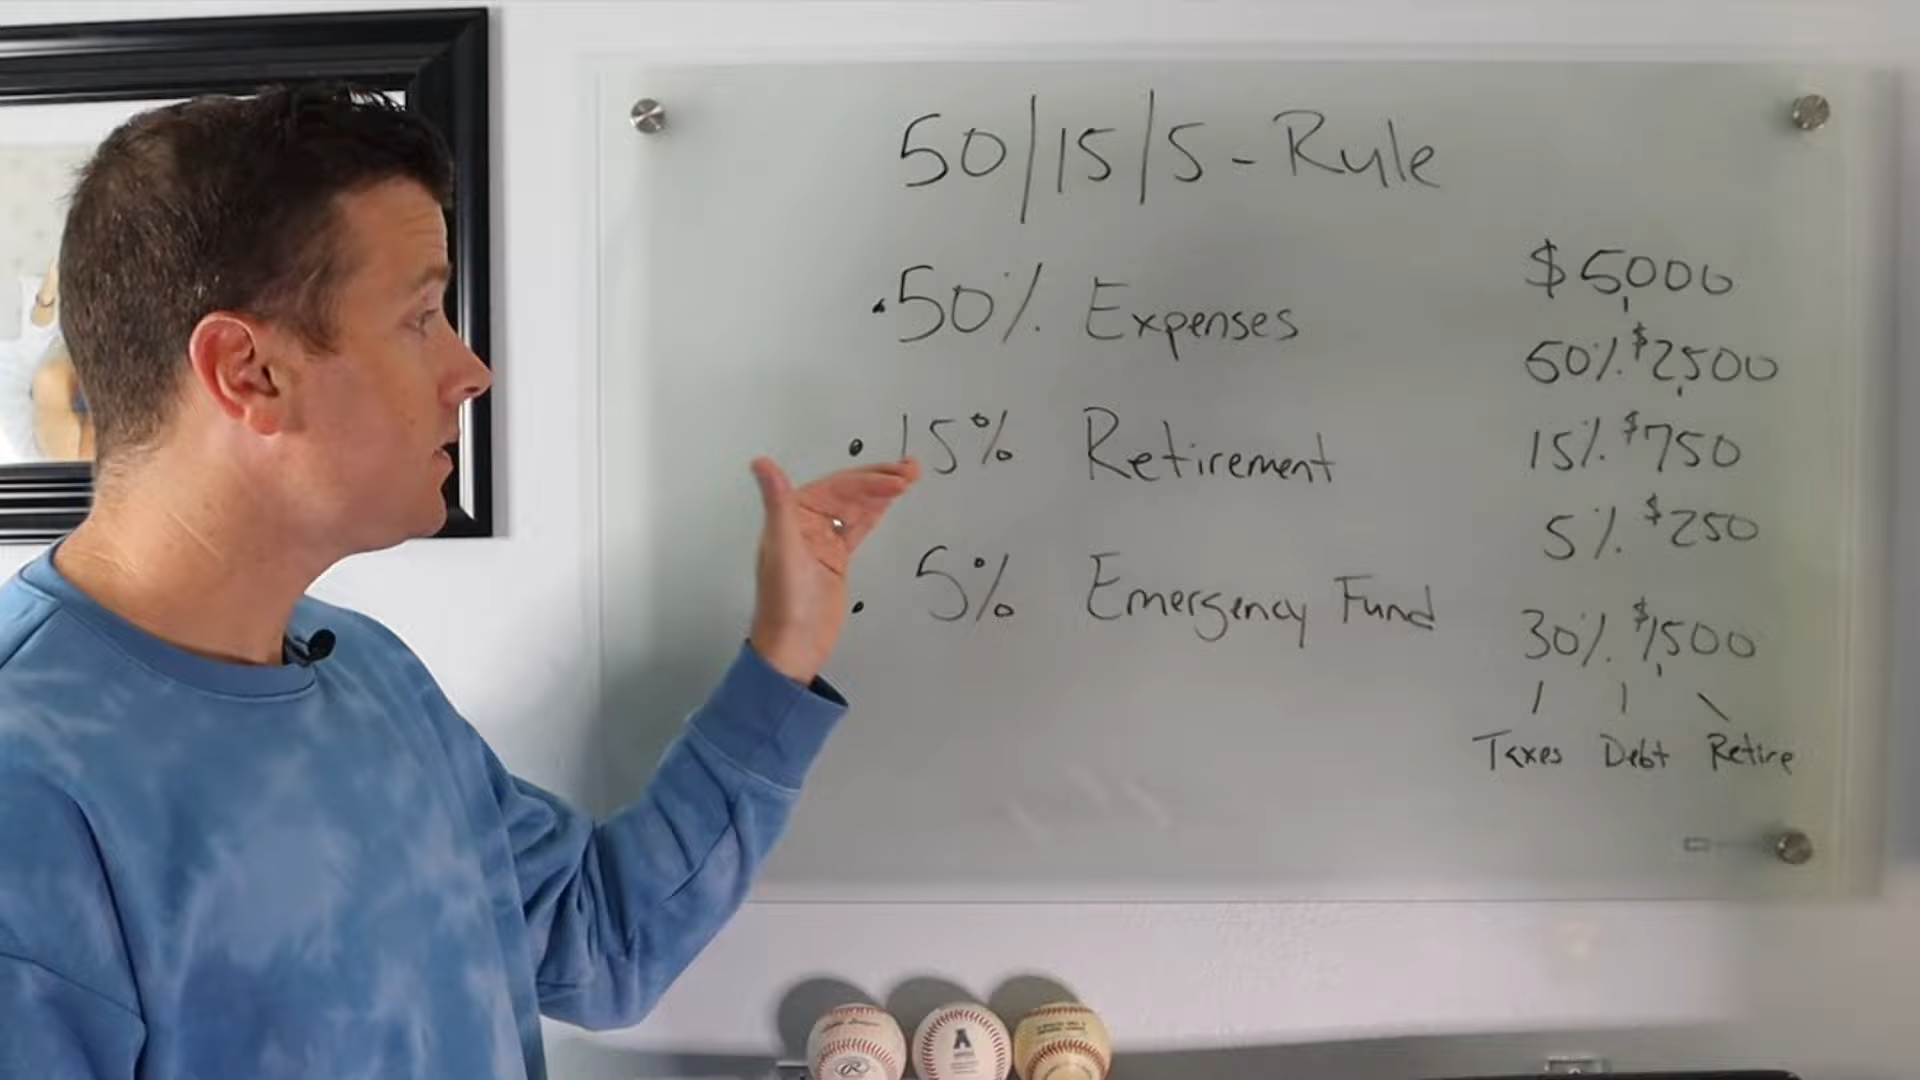 50/15/5 - Rule
• 50% Expenses
• 15% Retirement
• 5% Emergency Fund
$5,000
50% $2,500
15% $750
5% $250
30% $1,500
Taxes Debt Retire
R
A